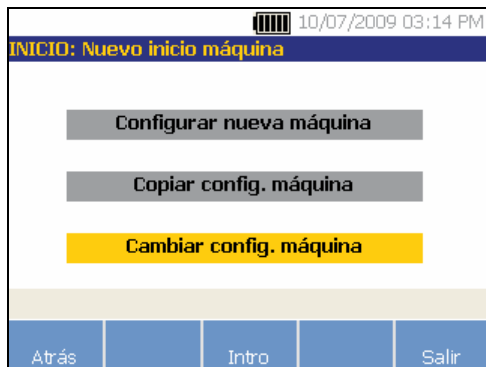 10/07/2009 03:14 PM
INICIO: Nuevo inicio máquina
Configurar nueva máquina
Copiar config. máquina
Cambiar config. máquina
Atrás Intro Salir